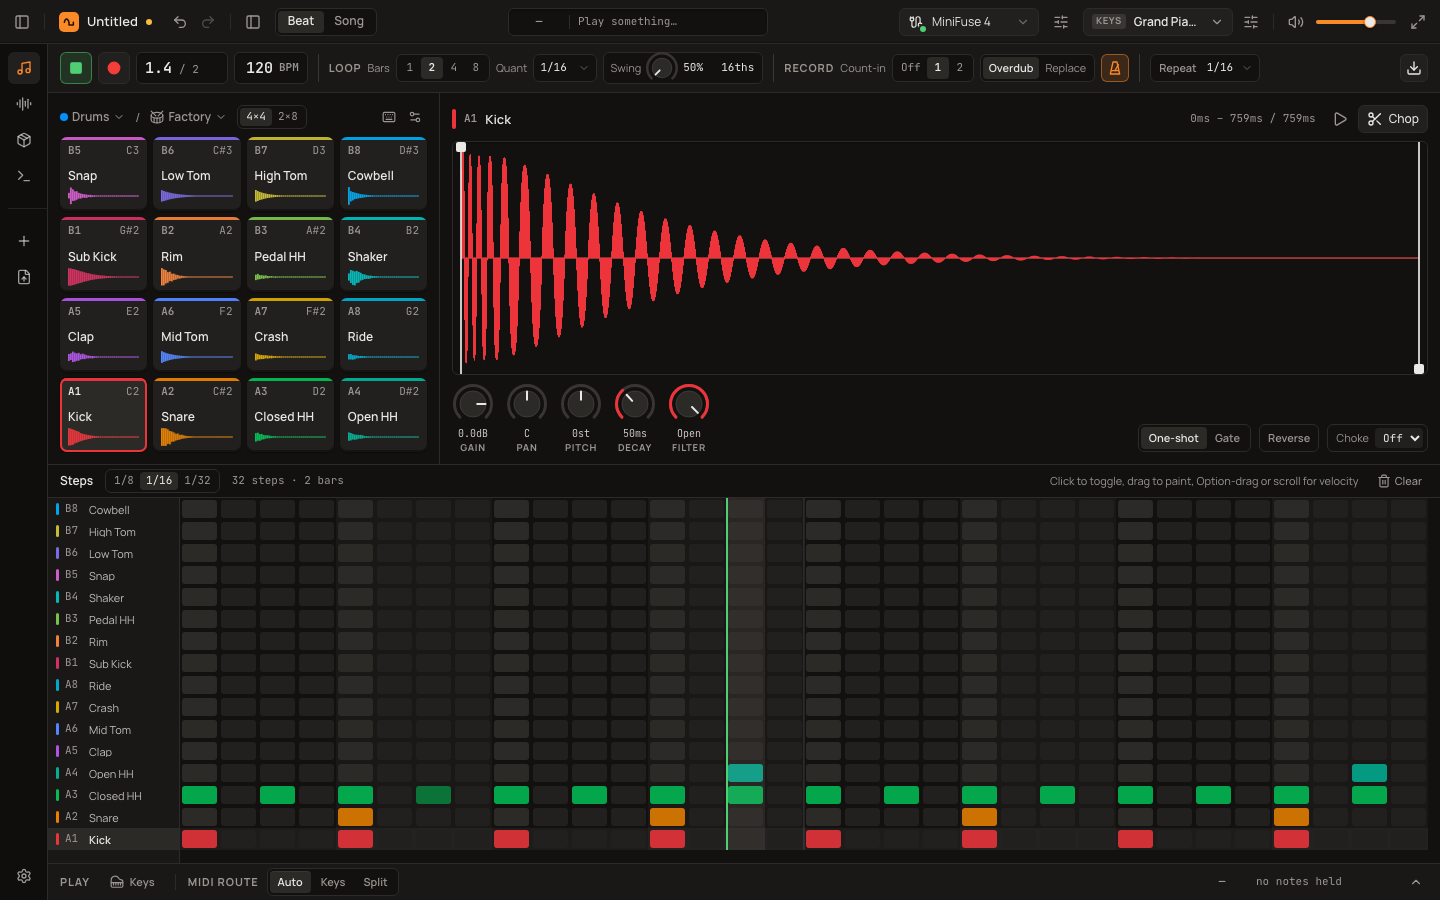 Untitled
Beat Song
– Play something…
MiniFuse 4
KEYS Grand Pia…
1.4 / 2
120 BPM
LOOP Bars 1 2 4 8 Quant 1/16
Swing 50% 16ths
RECORD Count-in Off 1 2 Overdub Replace
Repeat 1/16
Drums / Factory 4×4 2×8
B5 C3 B6 C#3 B7 D3 B8 D#3
Snap Low Tom High Tom Cowbell
B1 G#2 B2 A2 B3 A#2 B4 B2
Sub Kick Rim Pedal HH Shaker
A5 E2 A6 F2 A7 F#2 A8 G2
Clap Mid Tom Crash Ride
A1 C2 A2 C#2 A3 D2 A4 D#2
Kick Snare Closed HH Open HH
A1 Kick
0ms – 759ms / 759ms Chop
0.0dB C 0st 50ms Open
GAIN PAN PITCH DECAY FILTER
One-shot Gate Reverse Choke Off
Steps 1/8 1/16 1/32 32 steps · 2 bars
Click to toggle, drag to paint, Option-drag or scroll for velocity Clear
B8 Cowbell
B7 High Tom
B6 Low Tom
B5 Snap
B4 Shaker
B3 Pedal HH
B2 Rim
B1 Sub Kick
A8 Ride
A7 Crash
A6 Mid Tom
A5 Clap
A4 Open HH
A3 Closed HH
A2 Snare
A1 Kick
PLAY Keys MIDI ROUTE Auto Keys Split
– no notes held